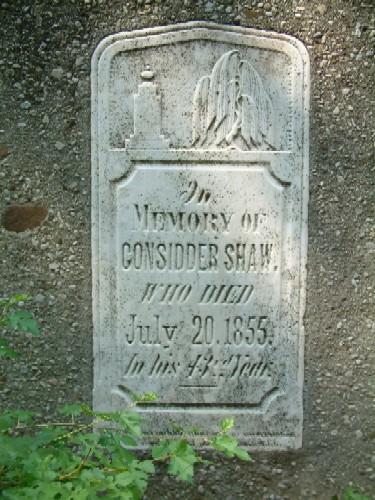 In
MEMORY OF
CONSIDDER SHAW.
WHO DIED
July 20. 1855.
In his 43rd Year.